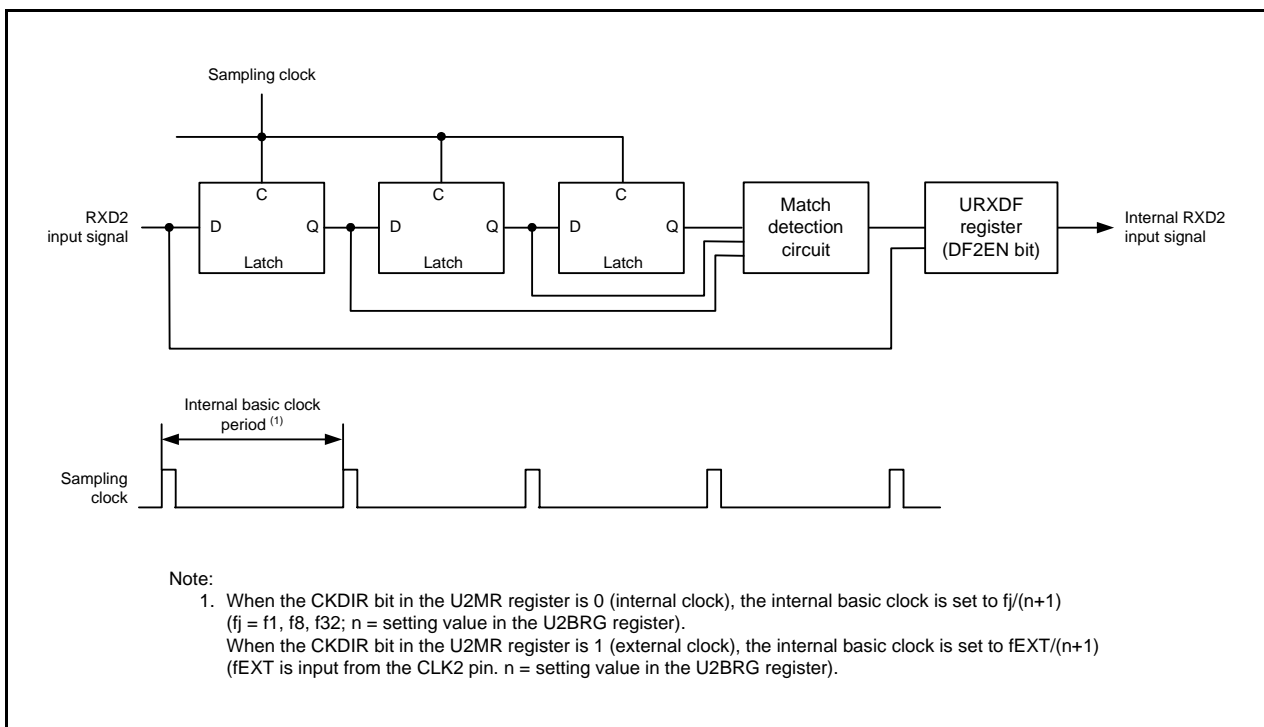 Sampling clock
C
C
C
RXD2
input signal
D
Q
D
Q
D
Q
Latch
Latch
Latch
Match
detection
circuit
URXDF
register
(DF2EN bit)
Internal RXD2
input signal
Internal basic clock
period (1)
Sampling
clock
Note:
1. When the CKDIR bit in the U2MR register is 0 (internal clock), the internal basic clock is set to fj/(n+1)
(fj = f1, f8, f32; n = setting value in the U2BRG register).
When the CKDIR bit in the U2MR register is 1 (external clock), the internal basic clock is set to fEXT/(n+1)
(fEXT is input from the CLK2 pin. n = setting value in the U2BRG register).